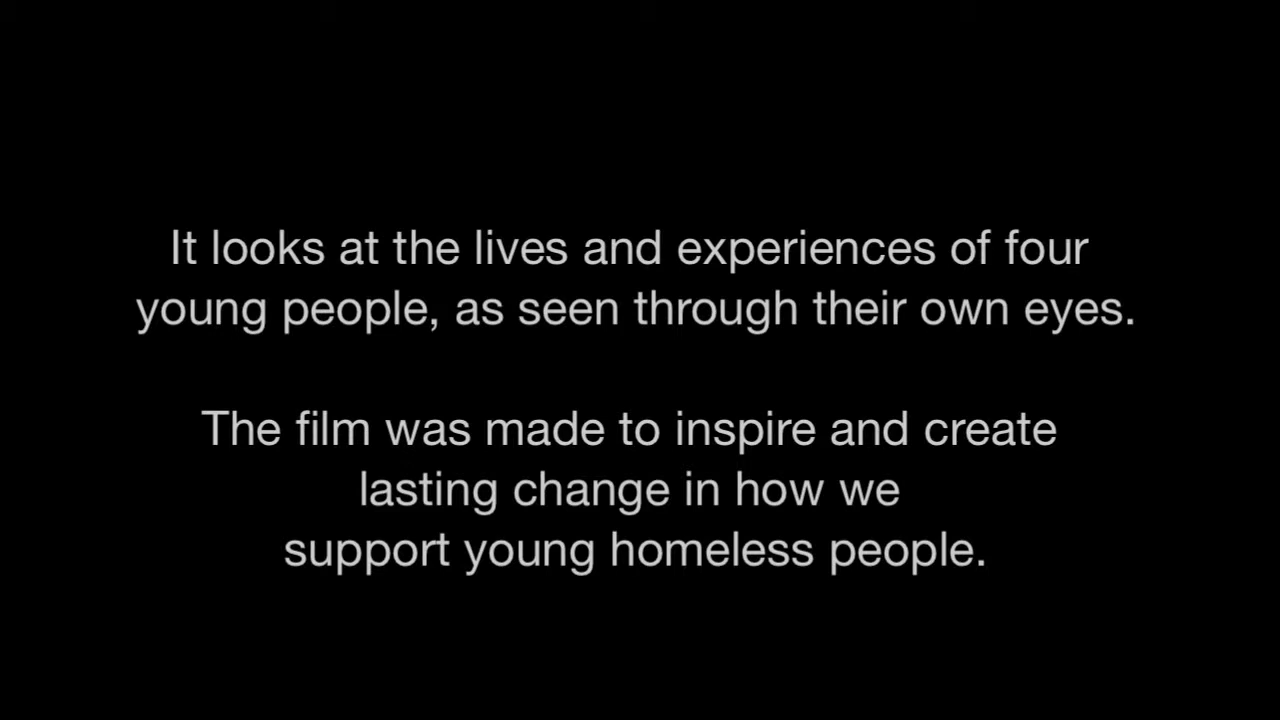 It looks at the lives and experiences of four
young people, as seen through their own eyes.
The film was made to inspire and create
lasting change in how we
support young homeless people.